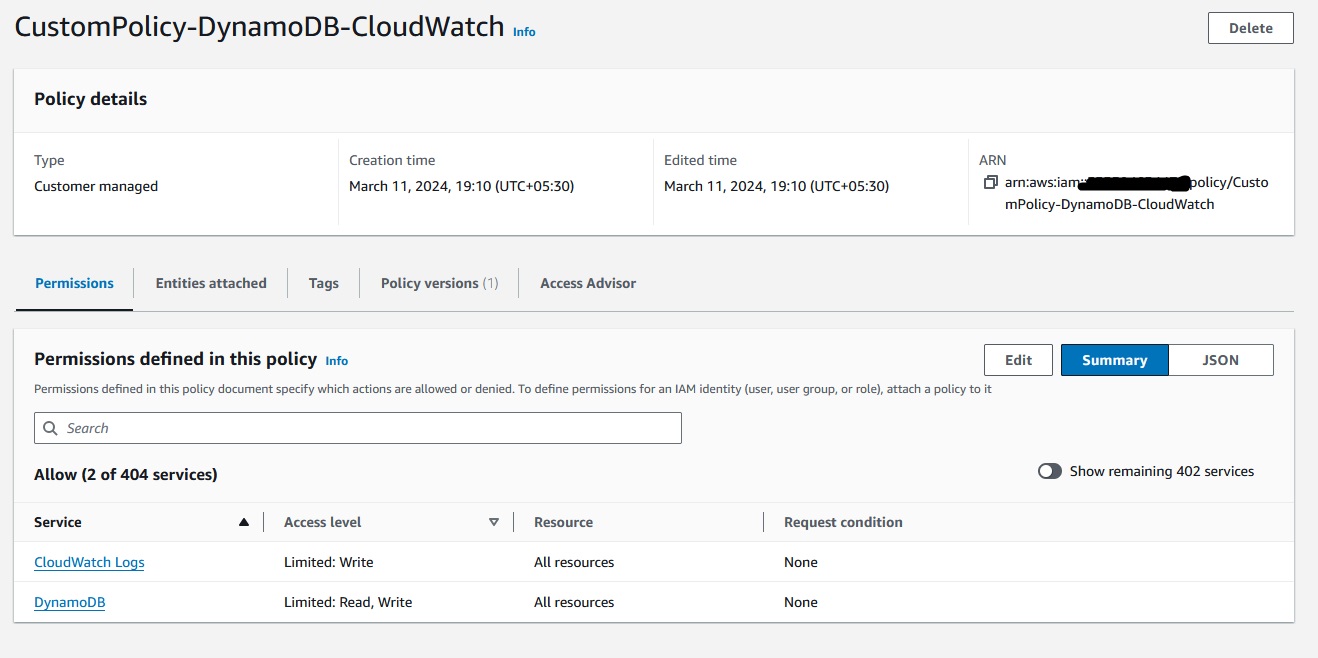 CustomPolicy-DynamoDB-CloudWatch Info
Delete
Policy details
Type
Customer managed
Creation time
March 11, 2024, 19:10 (UTC+05:30)
Edited time
March 11, 2024, 19:10 (UTC+05:30)
ARN
arn:aws:iam:: policy/Custo
mPolicy-DynamoDB-CloudWatch
Permissions Entities attached Tags Policy versions (1) Access Advisor
Permissions defined in this policy Info
Edit Summary JSON
Permissions defined in this policy document specify which actions are allowed or denied. To define permissions for an IAM identity (user, user group, or role), attach a policy to it
Search
Allow (2 of 404 services)
Show remaining 402 services
Service Access level Resource Request condition
CloudWatch Logs Limited: Write All resources None
DynamoDB Limited: Read, Write All resources None